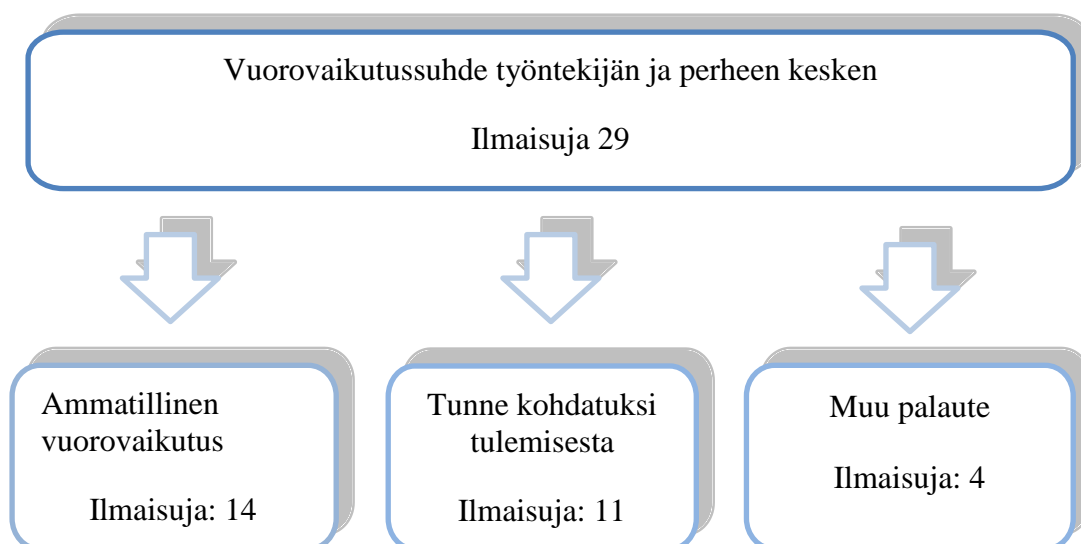 Vuorovaikutussuhde työntekijän ja perheen kesken
Ilmaisuja 29
Ammatillinen
vuorovaikutus
Ilmaisuja: 14
Tunne kohdatuksi
tulemisesta
Ilmaisuja: 11
Muu palaute
Ilmaisuja: 4